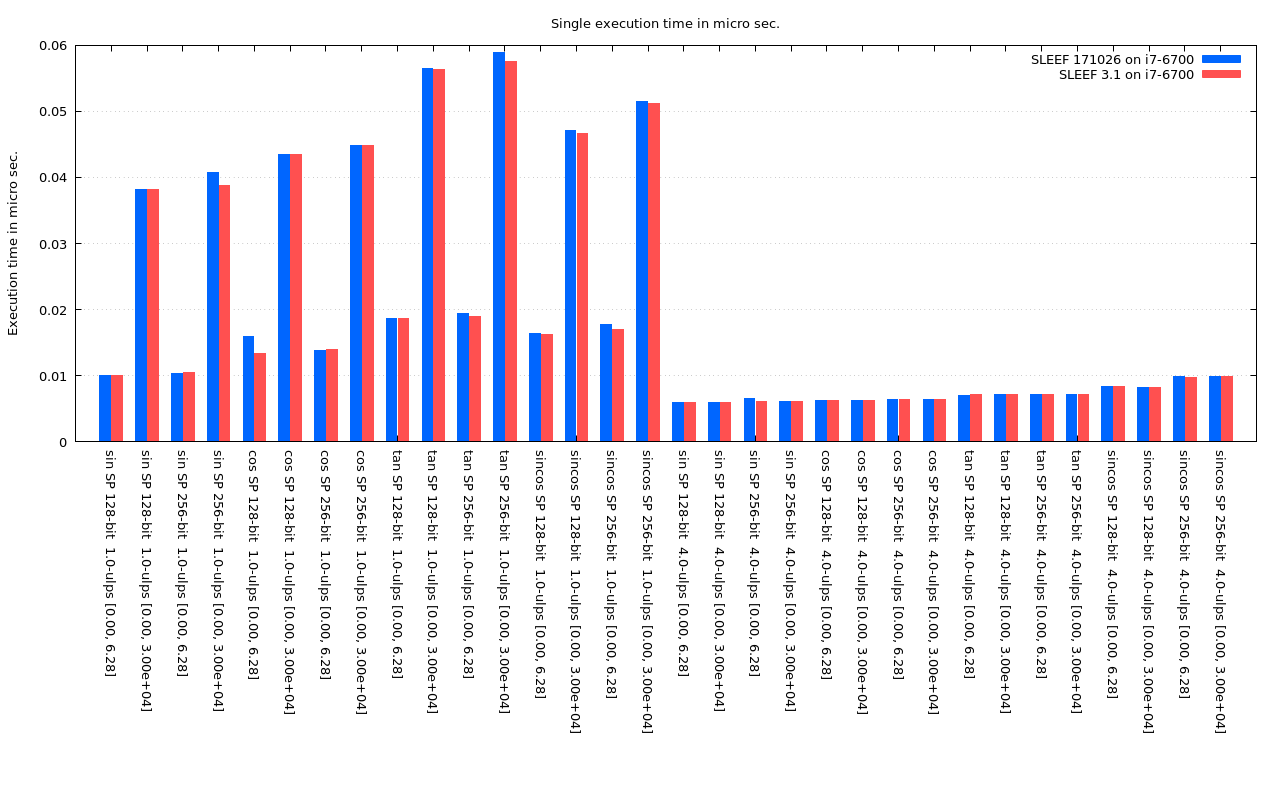 Single execution time in micro sec.
SLEEF 171026 on i7-6700
SLEEF 3.1 on i7-6700
Execution time in micro sec.
0.06
0.05
0.04
0.03
0.02
0.01
0
sin SP 128-bit 1.0-ulps [0.00, 6.28]
sin SP 128-bit 1.0-ulps [0.00, 3.00e+04]
sin SP 256-bit 1.0-ulps [0.00, 6.28]
sin SP 256-bit 1.0-ulps [0.00, 3.00e+04]
cos SP 128-bit 1.0-ulps [0.00, 6.28]
cos SP 128-bit 1.0-ulps [0.00, 3.00e+04]
cos SP 256-bit 1.0-ulps [0.00, 6.28]
cos SP 256-bit 1.0-ulps [0.00, 3.00e+04]
tan SP 128-bit 1.0-ulps [0.00, 6.28]
tan SP 128-bit 1.0-ulps [0.00, 3.00e+04]
tan SP 256-bit 1.0-ulps [0.00, 6.28]
tan SP 256-bit 1.0-ulps [0.00, 3.00e+04]
sincos SP 128-bit 1.0-ulps [0.00, 6.28]
sincos SP 128-bit 1.0-ulps [0.00, 3.00e+04]
sincos SP 256-bit 1.0-ulps [0.00, 6.28]
sincos SP 256-bit 1.0-ulps [0.00, 3.00e+04]
sin SP 128-bit 4.0-ulps [0.00, 6.28]
sin SP 128-bit 4.0-ulps [0.00, 3.00e+04]
sin SP 256-bit 4.0-ulps [0.00, 6.28]
sin SP 256-bit 4.0-ulps [0.00, 3.00e+04]
cos SP 128-bit 4.0-ulps [0.00, 6.28]
cos SP 128-bit 4.0-ulps [0.00, 3.00e+04]
cos SP 256-bit 4.0-ulps [0.00, 6.28]
cos SP 256-bit 4.0-ulps [0.00, 3.00e+04]
tan SP 128-bit 4.0-ulps [0.00, 6.28]
tan SP 128-bit 4.0-ulps [0.00, 3.00e+04]
tan SP 256-bit 4.0-ulps [0.00, 6.28]
tan SP 256-bit 4.0-ulps [0.00, 3.00e+04]
sincos SP 128-bit 4.0-ulps [0.00, 6.28]
sincos SP 128-bit 4.0-ulps [0.00, 3.00e+04]
sincos SP 256-bit 4.0-ulps [0.00, 6.28]
sincos SP 256-bit 4.0-ulps [0.00, 3.00e+04]